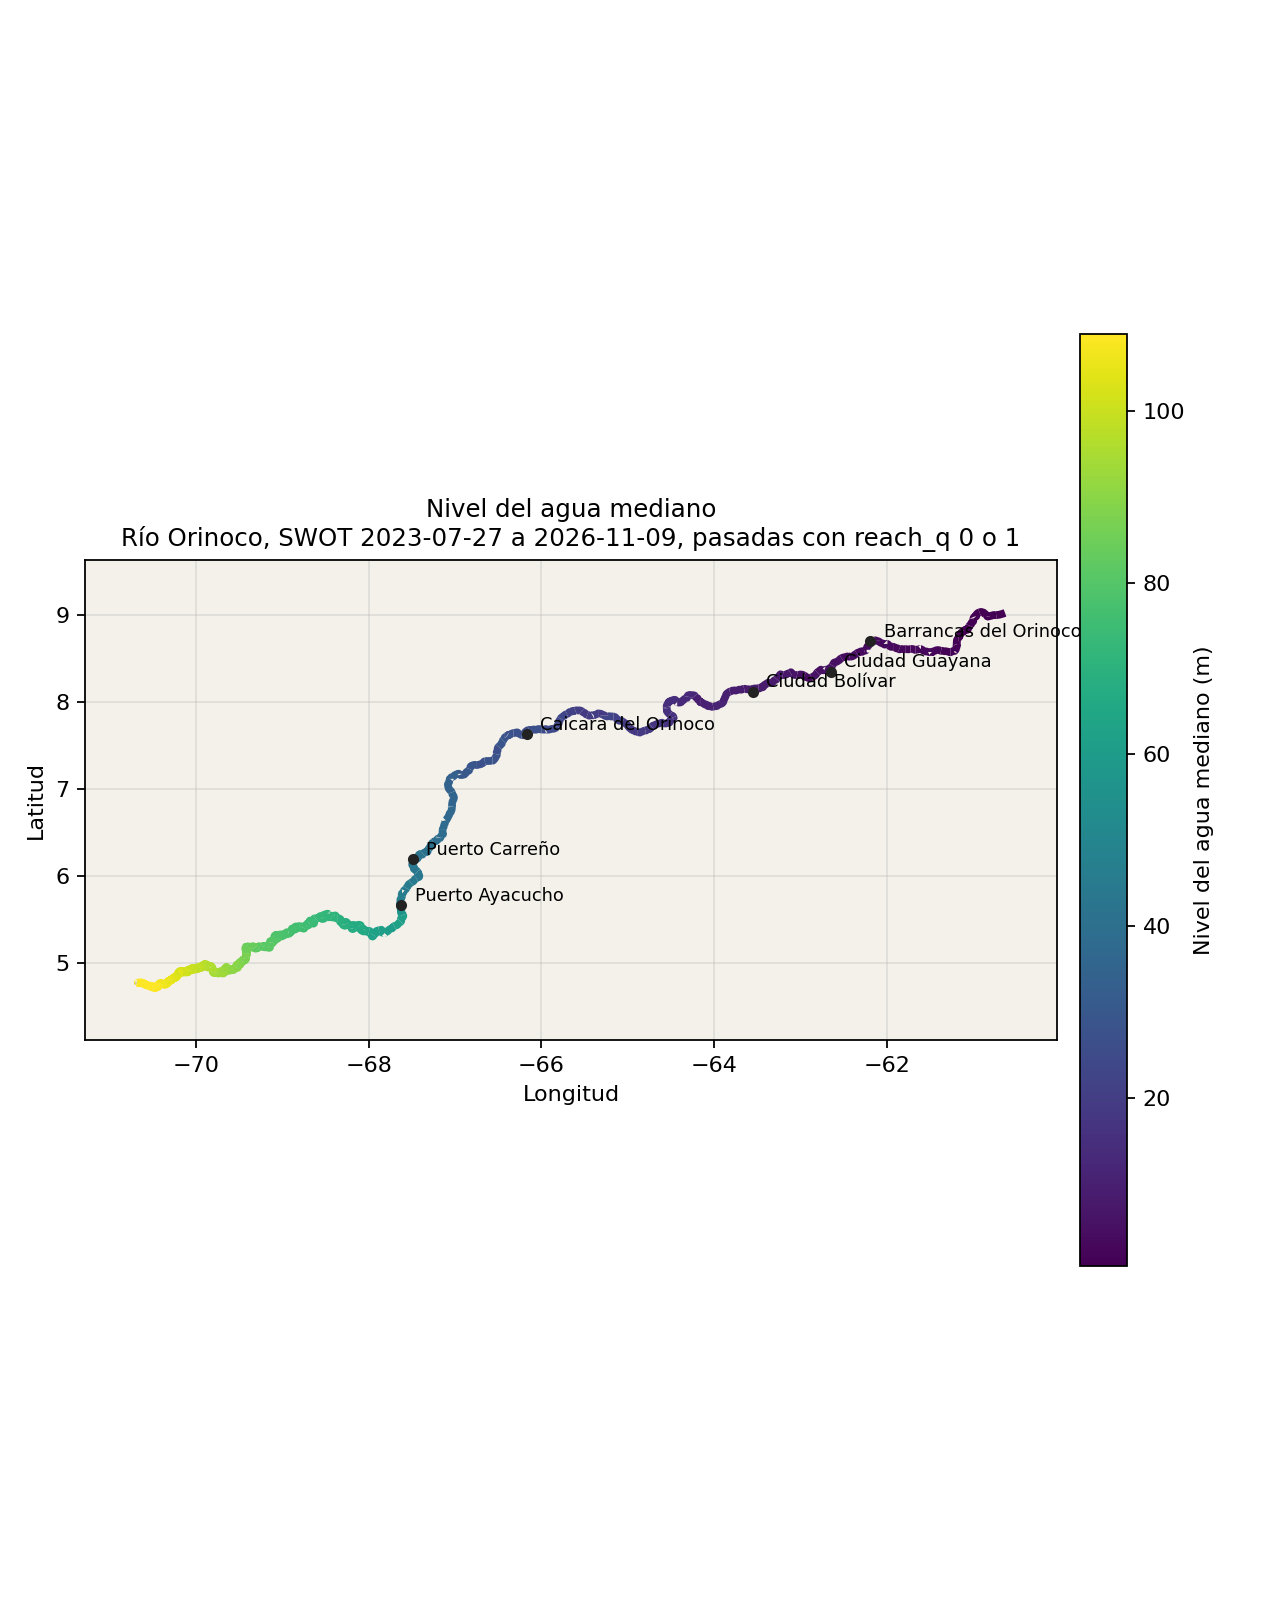 Nivel del agua mediano
Río Orinoco, SWOT 2023-07-27 a 2026-11-09, pasadas con reach_q 0 o 1
9
8
7
6
5
Latitud
Barrancas del Orinoco
Ciudad Guayana
Ciudad Bolívar
Caicara del Orinoco
Puerto Carreño
Puerto Ayacucho
−70
−68
−66
−64
−62
Longitud
100
80
60
40
20
Nivel del agua mediano (m)